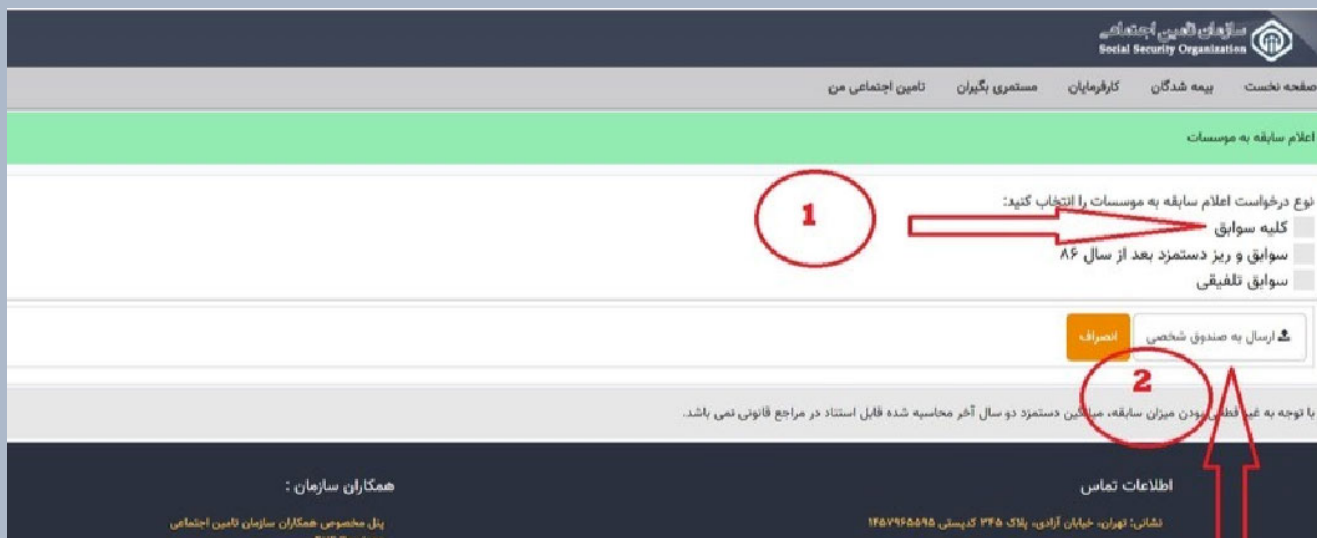 سازمان تامین اجتماعی
Social Security Organization
صفحه نخست بیمه شدگان کارفرمایان مستمری بگیران تامین اجتماعی من
اعلام سابقه به موسسات
نوع درخواست اعلام سابقه به موسسات را انتخاب کنید:
1
کلیه سوابق
سوابق و ریز دستمزد بعد از سال ۸۶
سوابق تلفیقی
ارسال به صندوق شخصی انصراف
2
با توجه به غیر قطعی بودن میزان سابقه، میانگین دستمزد دو سال آخر محاسبه شده قابل استناد در مراجع قانونی نمی باشد.
اطلاعات تماس همکاران سازمان :
نشانی: تهران، خیابان آزادی، پلاک ۳۴۵ کدپستی ۱۴۵۷۹۶۵۵۹۵ پنل مخصوص همکاران سازمان تامین اجتماعی